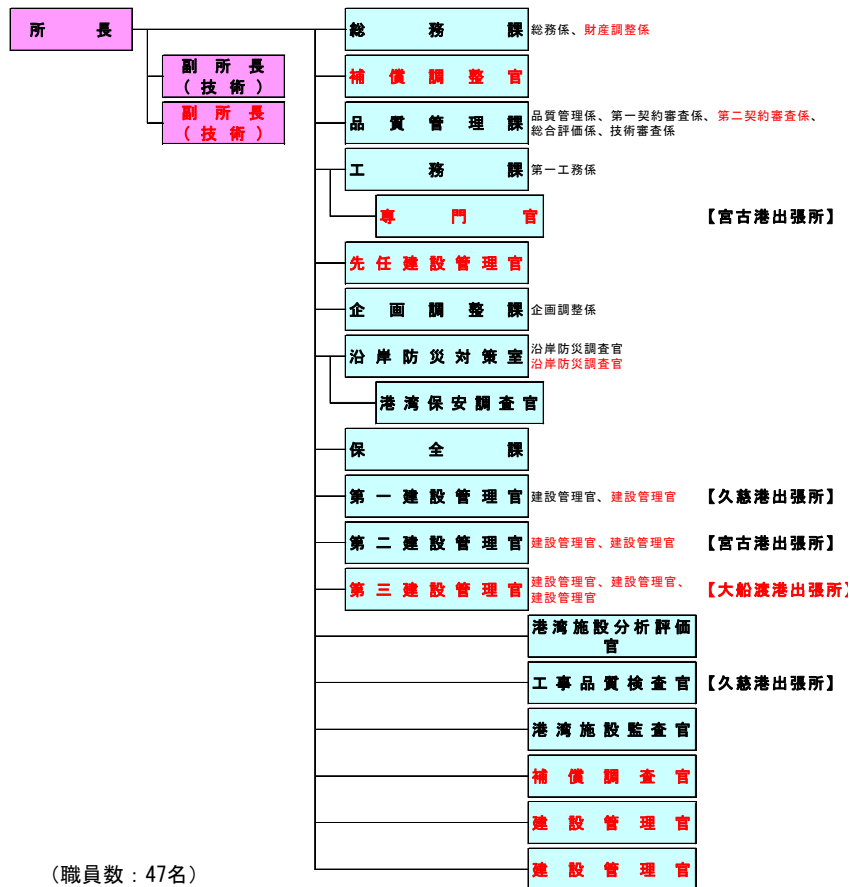 所長
総務課 総務係、財産調整係
副所長
(技術)
補償調整官
副所長
(技術)
品質管理課 品質管理係、第一契約審査係、第二契約審査係、
総合評価係、技術審査係
工務課 第一工務係
専門官 【宮古港出張所】
先任建設管理官
企画調整課 企画調整係
沿岸防災対策室 沿岸防災調査官
沿岸防災調査官
港湾保安調査官
保全課
第一建設管理官 建設管理官、建設管理官 【久慈港出張所】
第二建設管理官 建設管理官、建設管理官 【宮古港出張所】
第三建設管理官 建設管理官、建設管理官、
建設管理官 【大船渡港出張所】
港湾施設分析評価
官
工事品質検査官 【久慈港出張所】
港湾施設監査官
補償調査官
建設管理官
建設管理官
(職員数：47名)